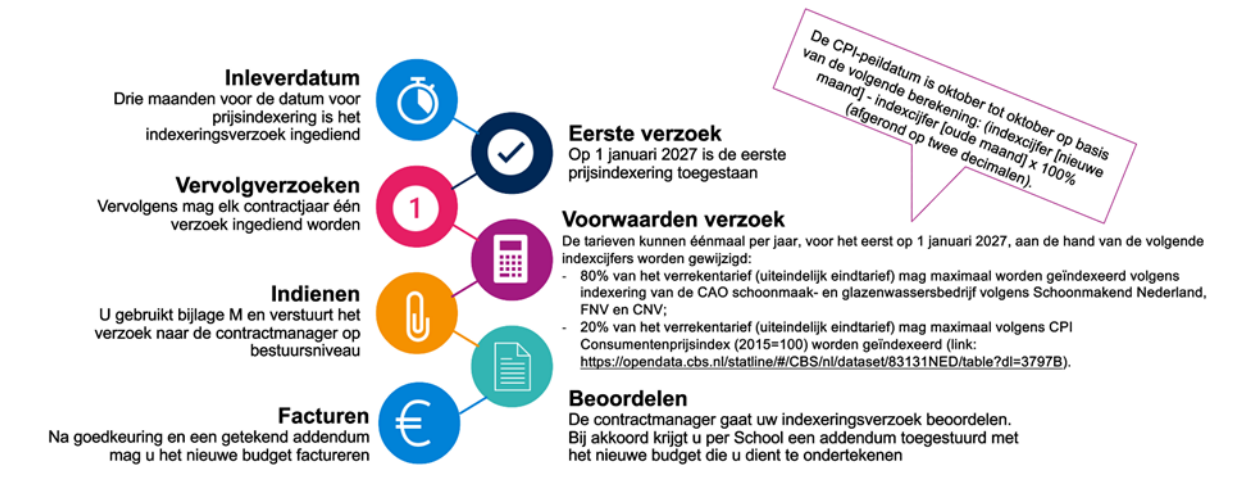 De CPI-peildatum is oktober tot oktober op basis
van de volgende berekening: (indexcijfer [nieuwe
maand] - indexcijfer [oude maand] x 100%
(afgerond op twee decimalen).
Inleverdatum
Drie maanden voor de datum voor
prijsindexering is het
indexeringsverzoek ingediend
Eerste verzoek
Op 1 januari 2027 is de eerste
prijsindexering toegestaan
Vervolgverzoeken
Vervolgens mag elk contractjaar één
verzoek ingediend worden
1
Voorwaarden verzoek
De tarieven kunnen éénmaal per jaar, voor het eerst op 1 januari 2027, aan de hand van de volgende
indexcijfers worden gewijzigd:
- 80% van het verrekentarief (uiteindelijk eindtarief) mag maximaal worden geïndexeerd volgens
indexering van de CAO schoonmaak- en glazenwassersbedrijf volgens Schoonmakend Nederland,
FNV en CNV;
- 20% van het verrekentarief (uiteindelijk eindtarief) mag maximaal volgens CPI
Consumentenprijsindex (2015=100) worden geïndexeerd (link:
https://opendata.cbs.nl/statline/#/CBS/nl/dataset/83131NED/table?dl=3797B).
Indienen
U gebruikt bijlage M en verstuurt het
verzoek naar de contractmanager op
bestuursniveau
Beoordelen
De contractmanager gaat uw indexeringsverzoek beoordelen.
Bij akkoord krijgt u per School een addendum toegestuurd met
het nieuwe budget die u dient te ondertekenen
Facturen
Na goedkeuring en een getekend addendum
mag u het nieuwe budget factureren
€